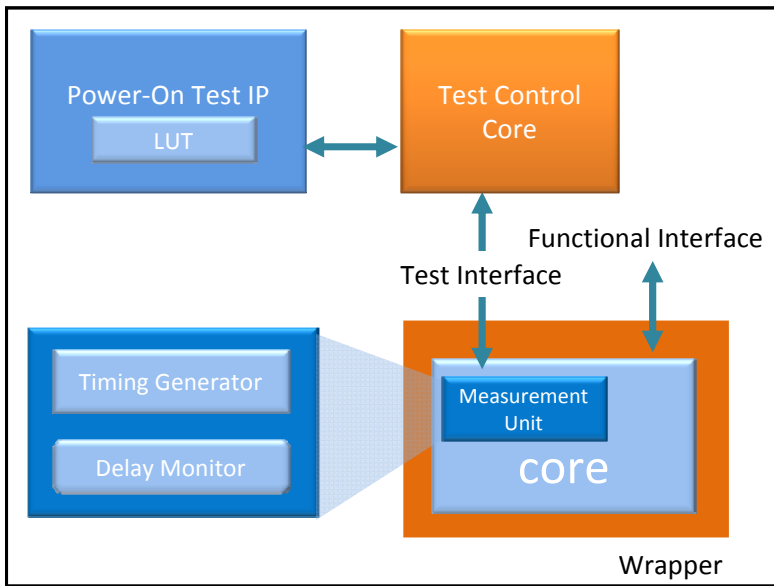 Power-On Test IP
LUT
Test Control
Core
Functional Interface
Test Interface
Timing Generator
Delay Monitor
Measurement
Unit
core
Wrapper